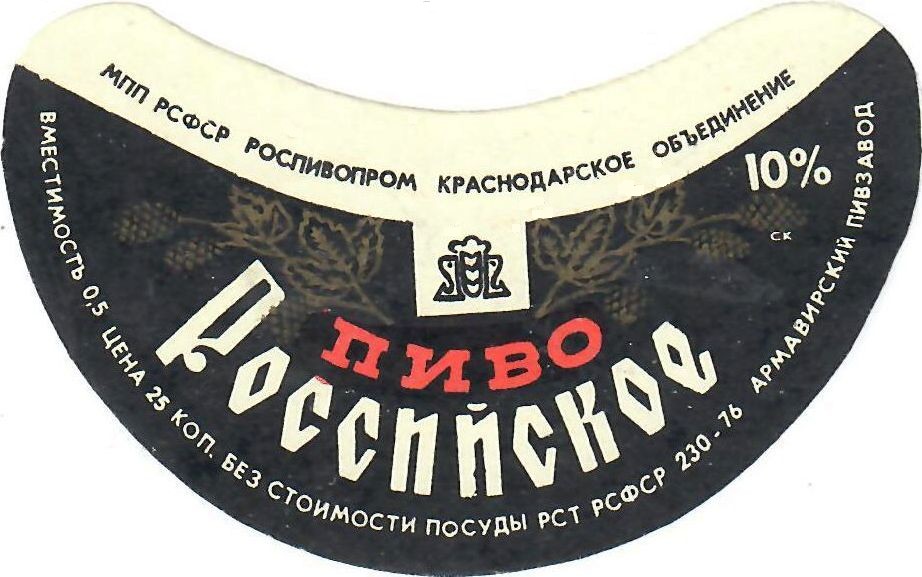 МПП РСФСР РОСПИВОПРОМ КРАСНОДАРСКОЕ ОБЪЕДИНЕНИЕ
10%
СК
ПИВО
Российское
ВМЕСТИМОСТЬ 0,5 ЦЕНА 25 КОП. БЕЗ СТОИМОСТИ ПОСУДЫ РСТ РСФСР 230-76 АРМАВИРСКИЙ ПИВЗАВОД